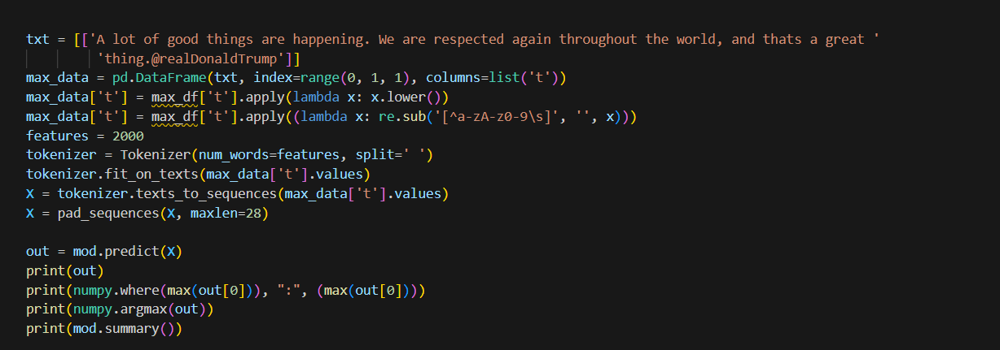 txt = [['A lot of good things are happening. We are respected again throughout the world, and thats a great '
'thing.@realDonaldTrump']]
max_data = pd.DataFrame(txt, index=range(0, 1, 1), columns=list('t'))
max_data['t'] = max_df['t'].apply(lambda x: x.lower())
max_data['t'] = max_df['t'].apply((lambda x: re.sub('[^a-zA-z0-9\s]', '', x)))
features = 2000
tokenizer = Tokenizer(num_words=features, split=' ')
tokenizer.fit_on_texts(max_data['t'].values)
X = tokenizer.texts_to_sequences(max_data['t'].values)
X = pad_sequences(X, maxlen=28)
out = mod.predict(X)
print(out)
print(numpy.where(max(out[0])), ":", (max(out[0])))
print(numpy.argmax(out))
print(mod.summary())